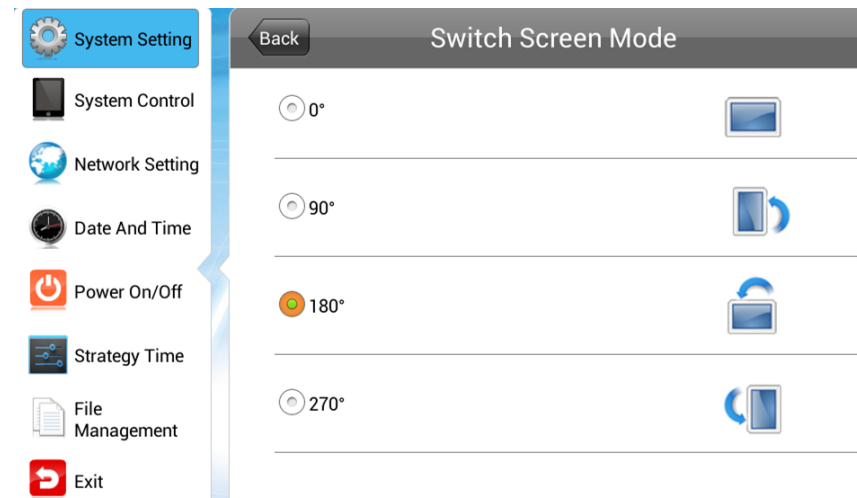 System Setting
System Control
Network Setting
Date And Time
Power On/Off
Strategy Time
File
Management
Exit
Back
Switch Screen Mode
0°
90°
180°
270°